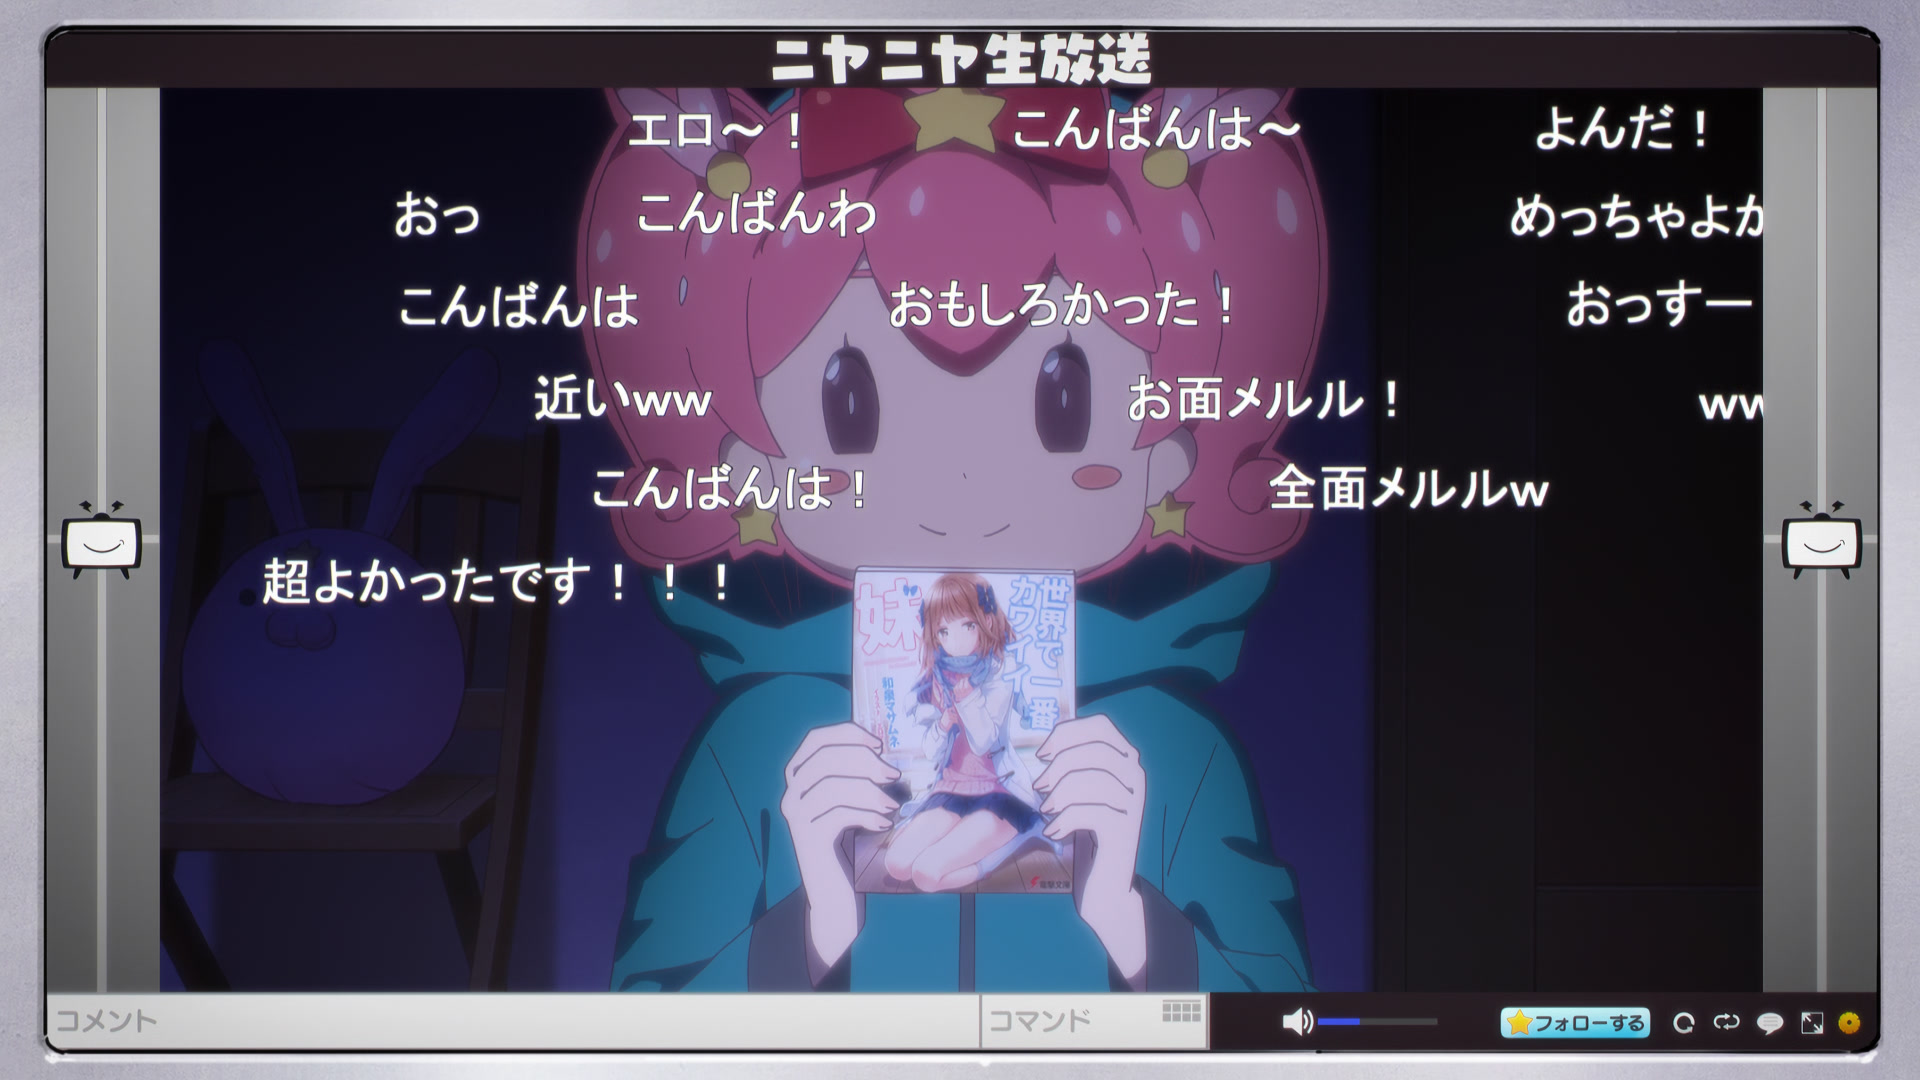 ニヤニヤ生放送
エロ～！
こんばんは～
よんだ！
おっ
こんばんわ
めっちゃよか
こんばんは
おもしろかった！
おっすー
近いww
お面メルル！
ww
こんばんは！
全面メルルw
超よかったです！！！
世界で一番
カワイイ
妹
和泉マサムネ
イラスト
電撃文庫
コメント
コマンド
フォローする